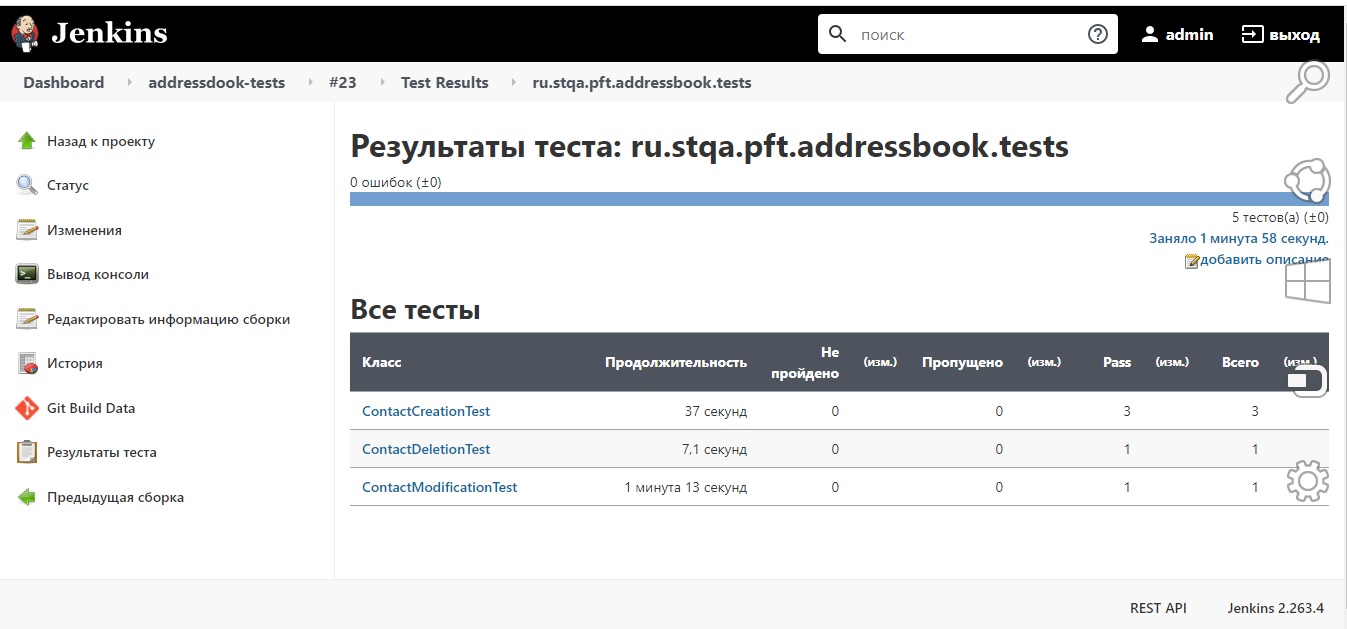 Jenkins
поиск
admin
выход
Dashboard addressdook-tests #23 Test Results ru.stqa.pft.addressbook.tests
Назад к проекту
Статус
Изменения
Вывод консоли
Редактировать информацию сборки
История
Git Build Data
Результаты теста
Предыдущая сборка
Результаты теста: ru.stqa.pft.addressbook.tests
0 ошибок (±0)
5 тестов(а) (±0)
Заняло 1 минута 58 секунд.
добавить описание
Все тесты
Класс Продолжительность Не пройдено (изм.) Пропущено (изм.) Pass (изм.) Всего (изм.)
ContactCreationTest 37 секунд 0 0 3 3
ContactDeletionTest 7,1 секунд 0 0 1 1
ContactModificationTest 1 минута 13 секунд 0 0 1 1
REST API Jenkins 2.263.4